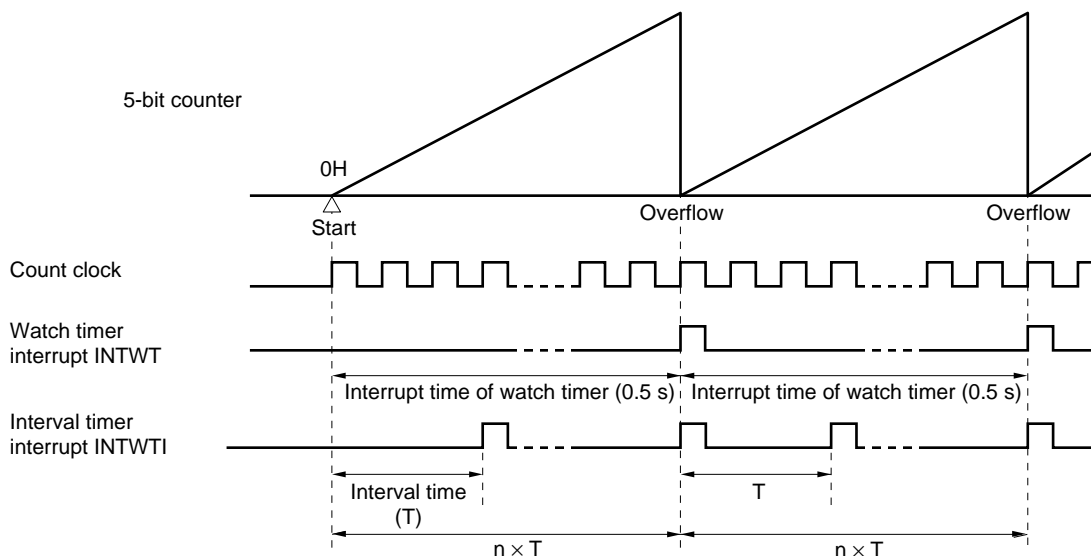 5-bit counter
0H
Start
Overflow
Overflow
Count clock
Watch timer
interrupt INTWT
Interrupt time of watch timer (0.5 s)
Interrupt time of watch timer (0.5 s)
Interval timer
interrupt INTWTI
Interval time
(T)
T
n × T
n × T